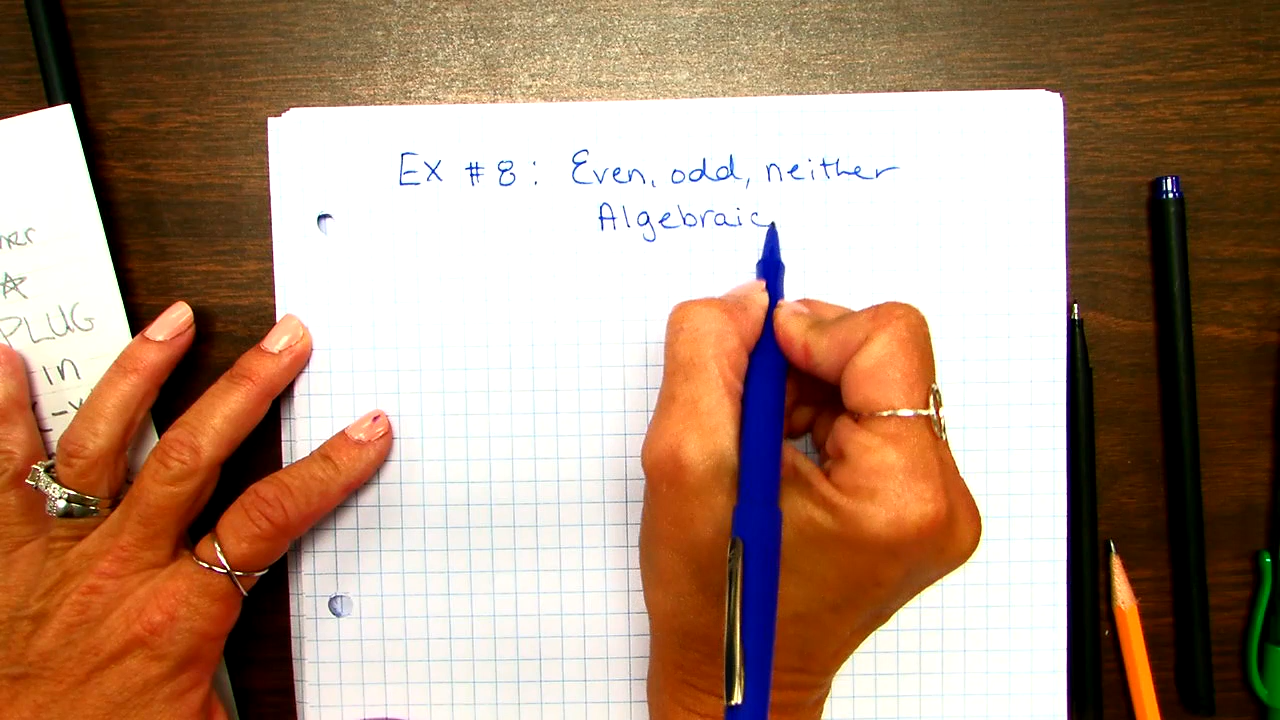 EX #8: Even, odd, neither
Algebraic
PLUG
in
-x